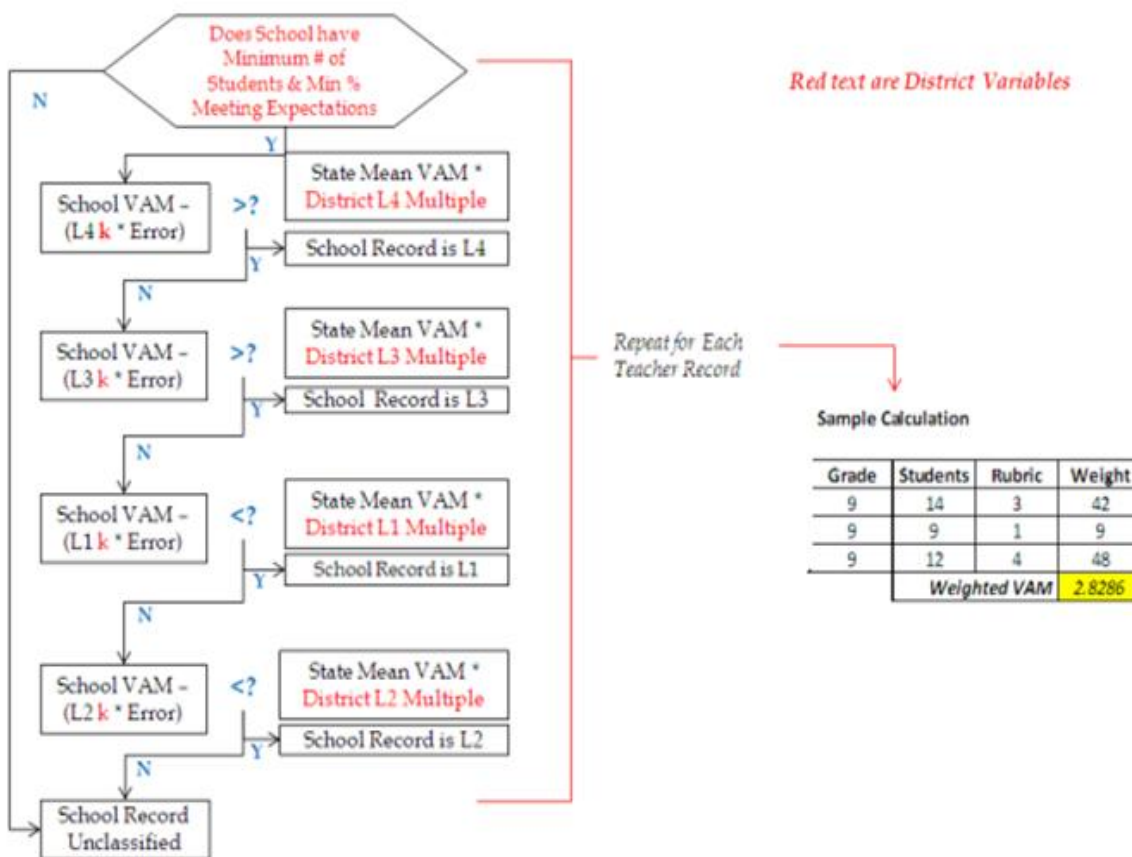 Does School have
Minimum # of
Students & Min %
Meeting Expectations
Red text are District Variables
N
Y
School VAM –
(L4 k * Error)
>?
State Mean VAM *
District L4 Multiple
Y
School Record is L4
N
School VAM –
(L3 k * Error)
>?
State Mean VAM *
District L3 Multiple
Y
School Record is L3
N
School VAM –
(L1 k * Error)
<?
State Mean VAM *
District L1 Multiple
Y
School Record is L1
N
School VAM –
(L2 k * Error)
<?
State Mean VAM *
District L2 Multiple
Y
School Record is L2
N
School Record
Unclassified
Repeat for Each
Teacher Record
Sample Calculation
Grade Students Rubric Weight
9 14 3 42
9 9 1 9
9 12 4 48
Weighted VAM 2.8286